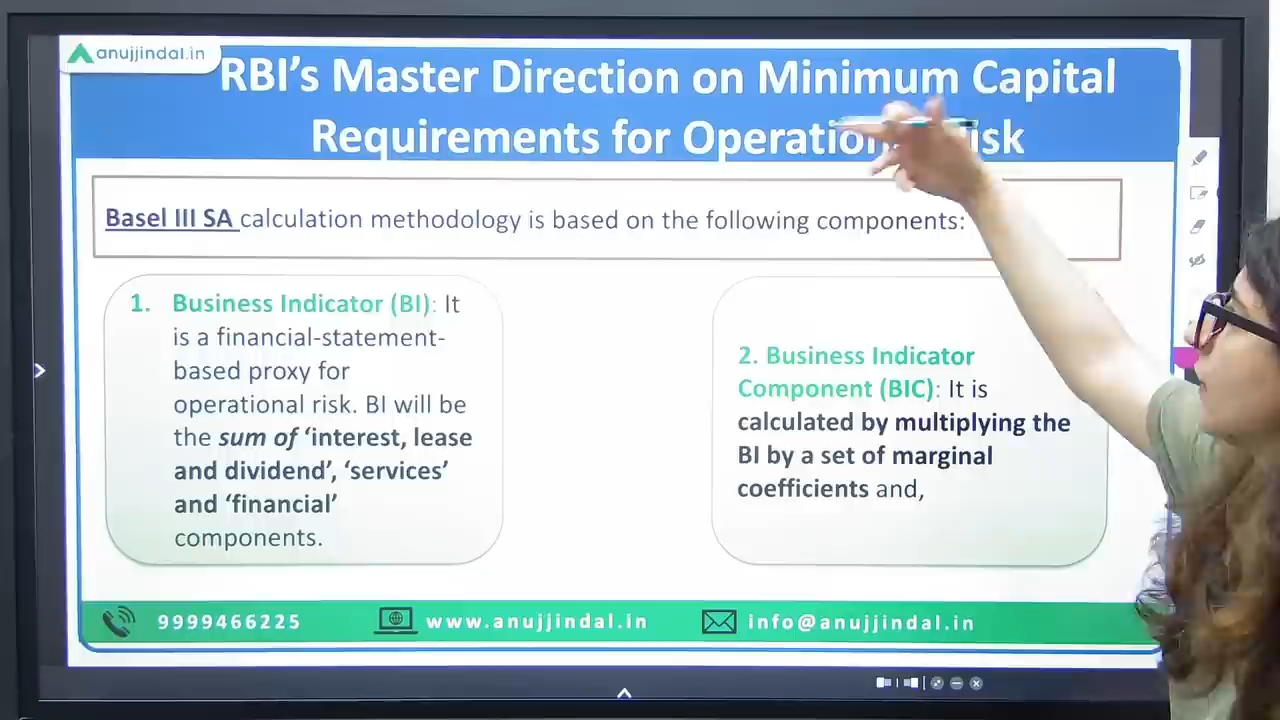 anujjindal.in
RBI's Master Direction on Minimum Capital
Requirements for Operational Risk
Basel III SA calculation methodology is based on the following components:
1. Business Indicator (BI): It
is a financial-statement-
based proxy for
operational risk. BI will be
the sum of ‘interest, lease
and dividend’, ‘services’
and ‘financial’
components.
2. Business Indicator
Component (BIC): It is
calculated by multiplying the
BI by a set of marginal
coefficients and,
9999466225
www.anujjindal.in
info@anujjindal.in